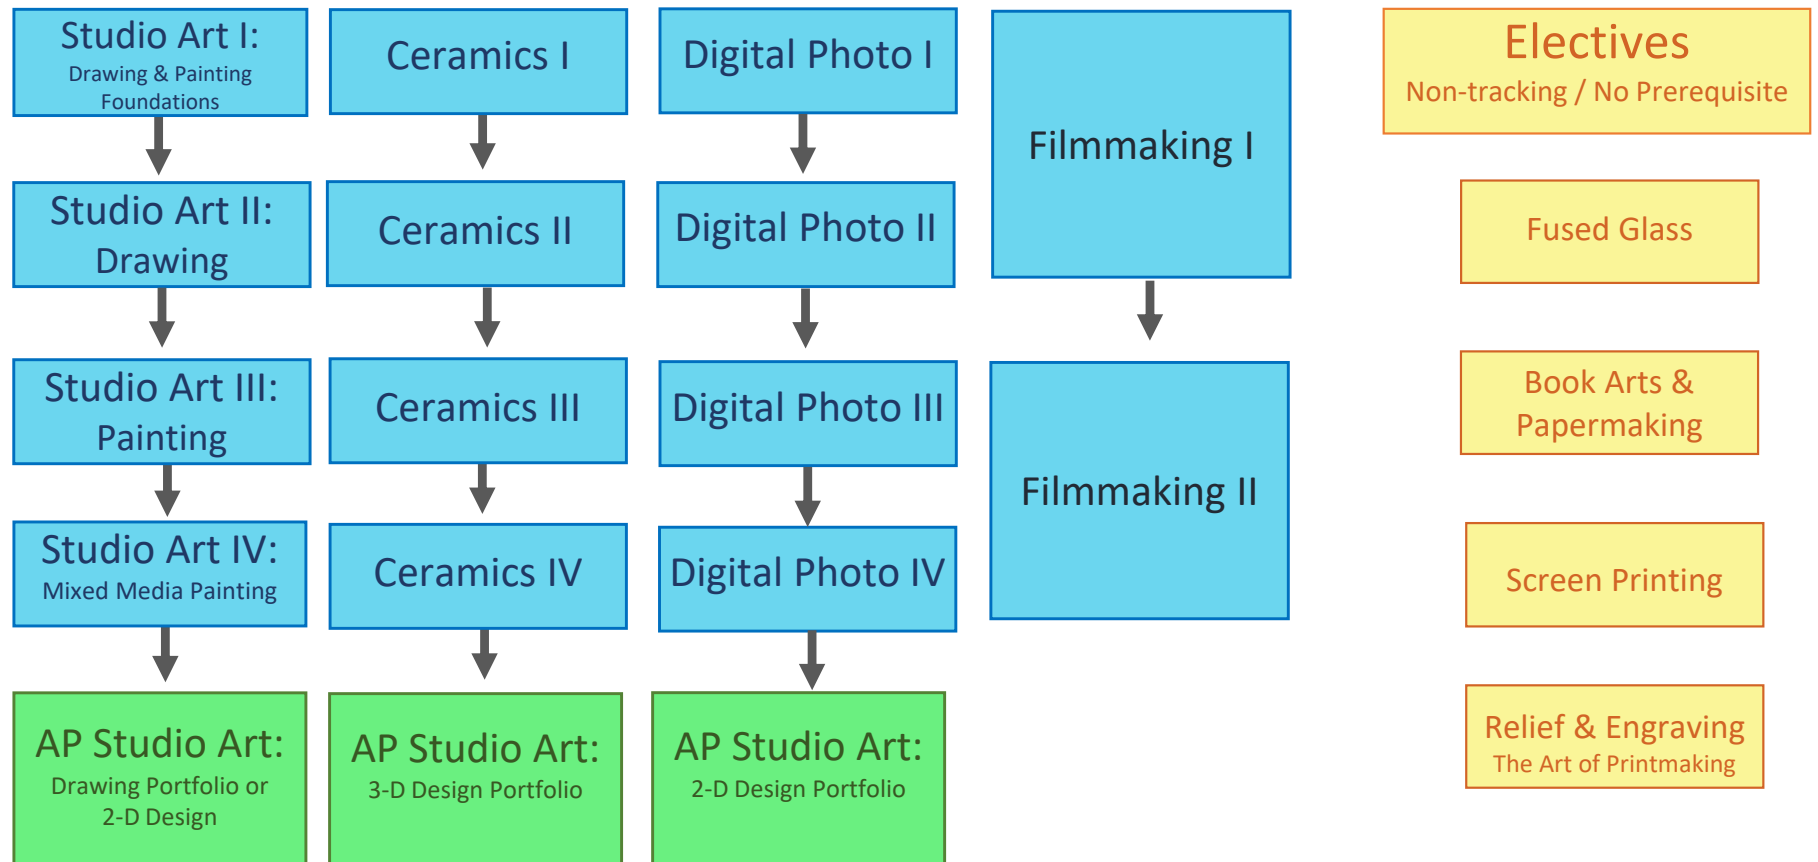 Studio Art I:
Drawing & Painting
Foundations
Studio Art II:
Drawing
Studio Art III:
Painting
Studio Art IV:
Mixed Media Painting
AP Studio Art:
Drawing Portfolio or
2-D Design
Ceramics I
Ceramics II
Ceramics III
Ceramics IV
AP Studio Art:
3-D Design Portfolio
Digital Photo I
Digital Photo II
Digital Photo III
Digital Photo IV
AP Studio Art:
2-D Design Portfolio
Filmmaking I
Filmmaking II
Electives
Non-tracking / No Prerequisite
Fused Glass
Book Arts &
Papermaking
Screen Printing
Relief & Engraving
The Art of Printmaking